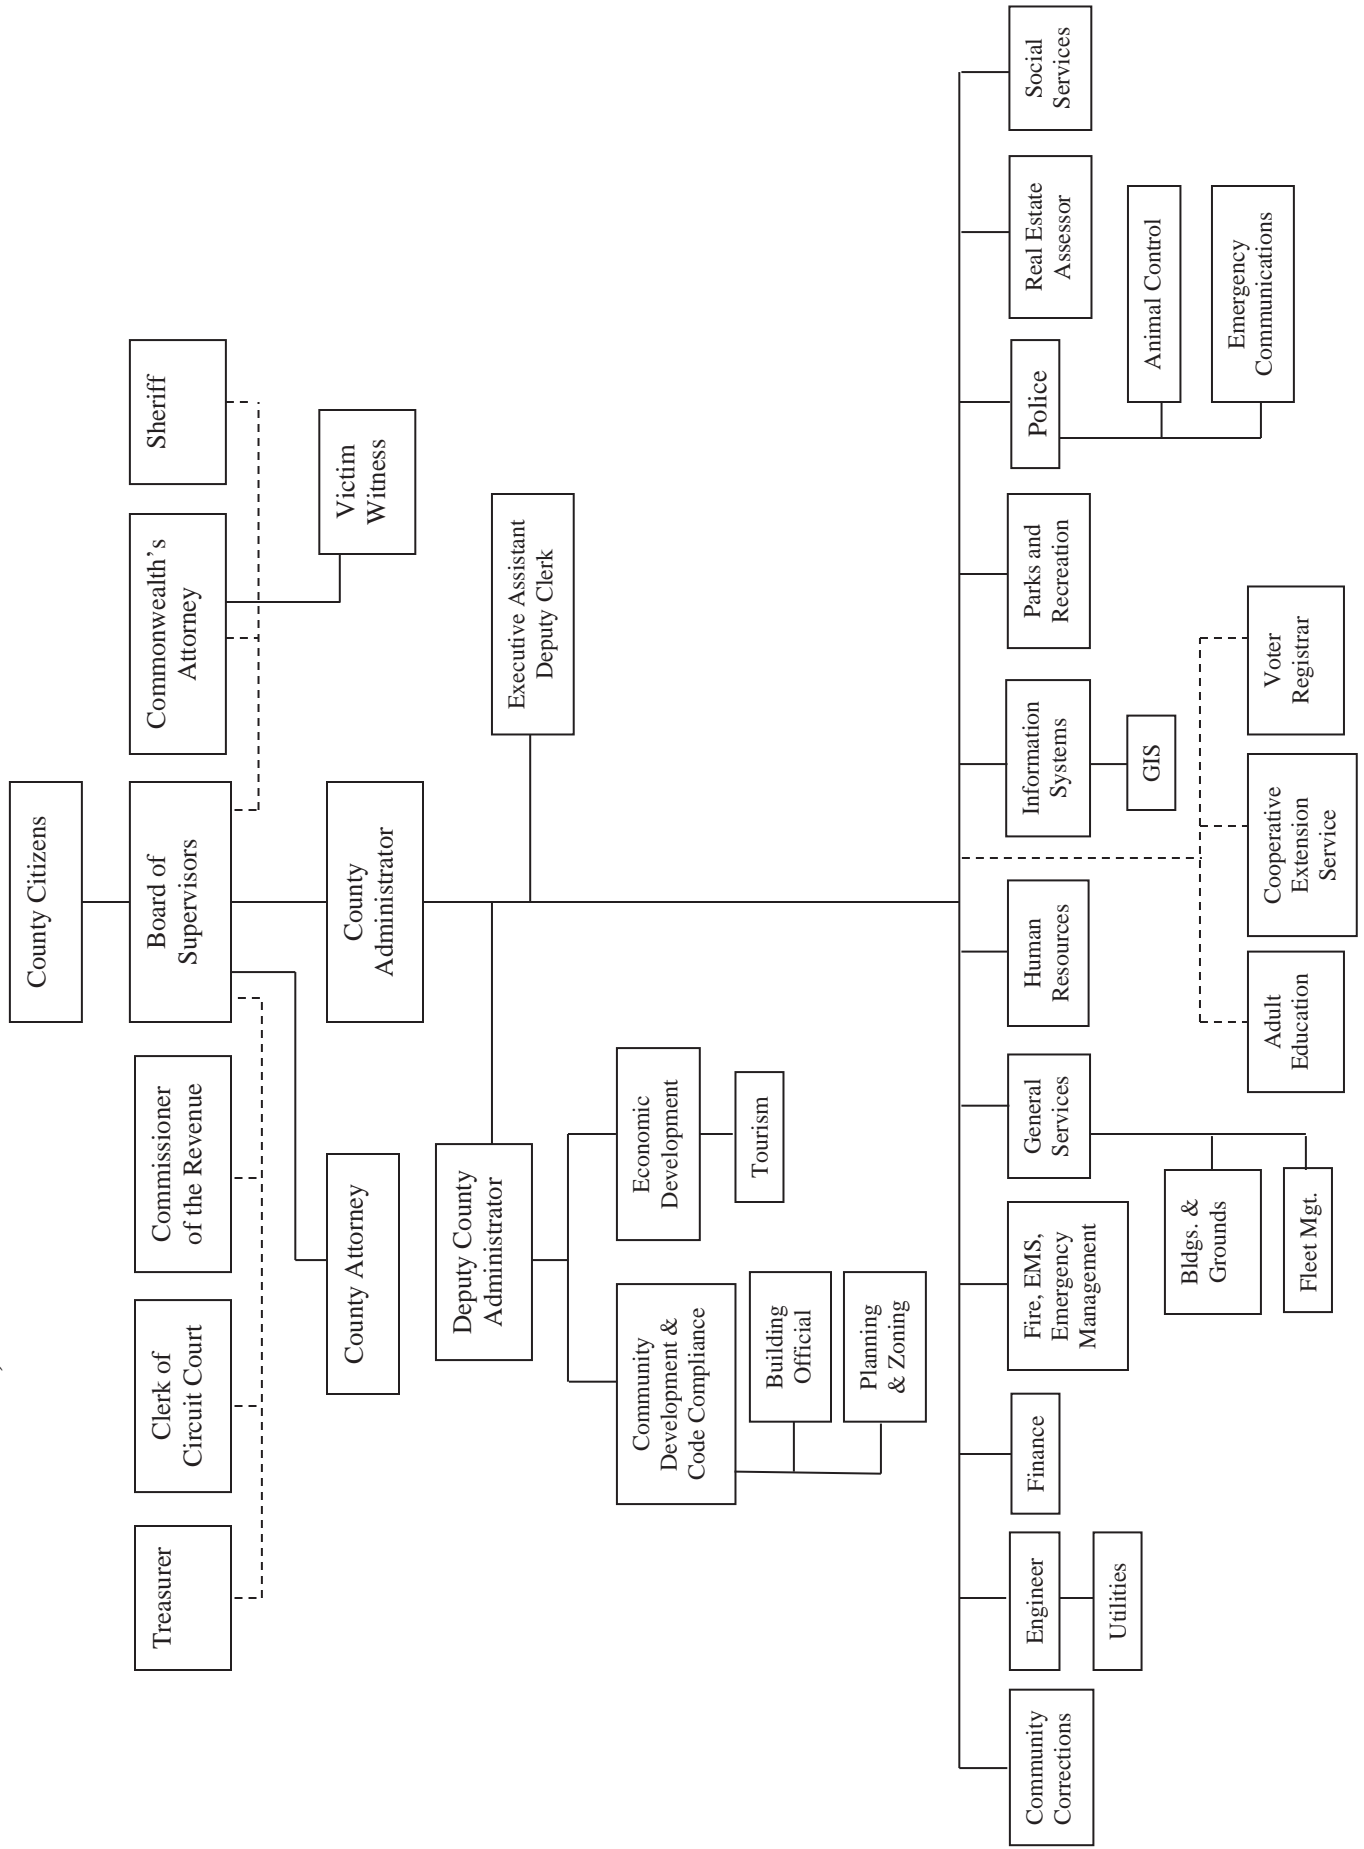 County Citizens
Treasurer
Clerk of
Circuit Court
Commissioner
of the Revenue
Board of
Supervisors
Commonwealth's
Attorney
Sheriff
County Attorney
County
Administrator
Victim
Witness
Deputy County
Administrator
Executive Assistant
Deputy Clerk
Community
Development &
Code Compliance
Economic
Development
Building
Official
Tourism
Planning
& Zoning
Community
Corrections
Engineer
Finance
Fire, EMS,
Emergency
Management
General
Services
Human
Resources
Information
Systems
Parks and
Recreation
Police
Real Estate
Assessor
Social
Services
Utilities
Bldgs. &
Grounds
GIS
Animal Control
Fleet Mgt.
Emergency
Communications
Adult
Education
Cooperative
Extension
Service
Voter
Registrar